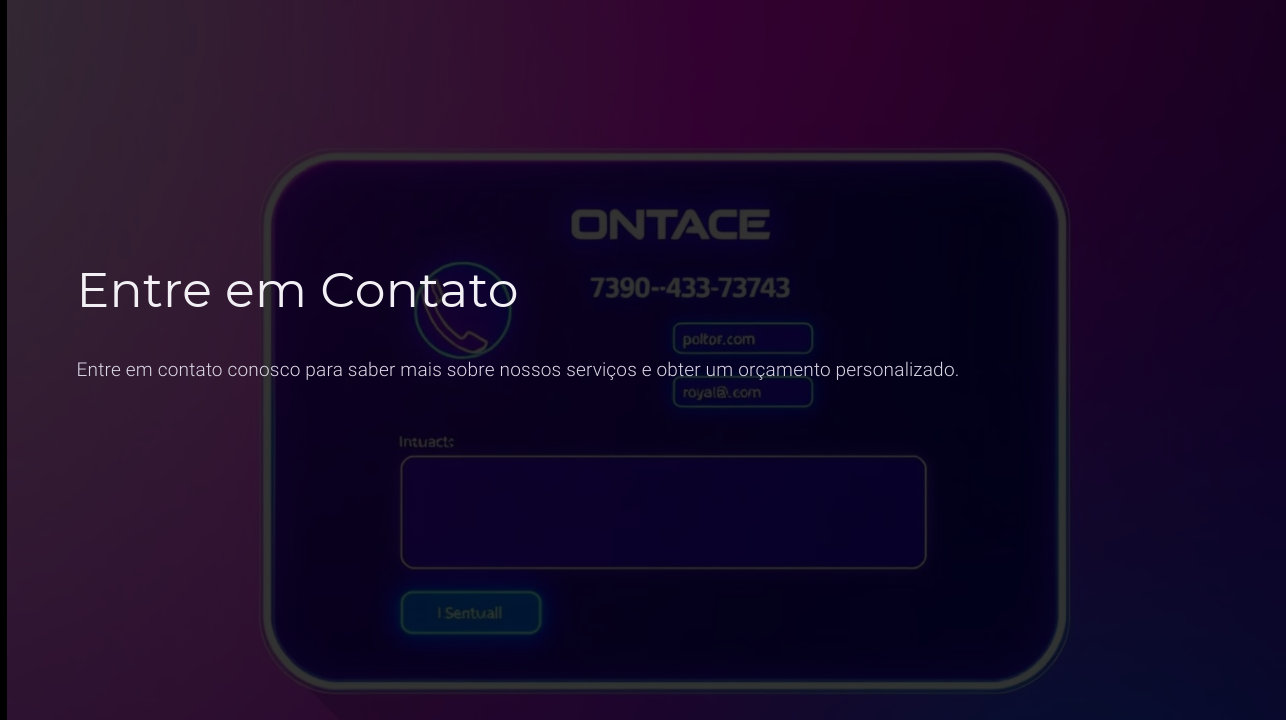 ONTACE
Entre em Contato
7390--433-73743
poltor.com
Entre em contato conosco para saber mais sobre nossos serviços e obter um orçamento personalizado.
royal@.com
Intuact:
I Sentuall